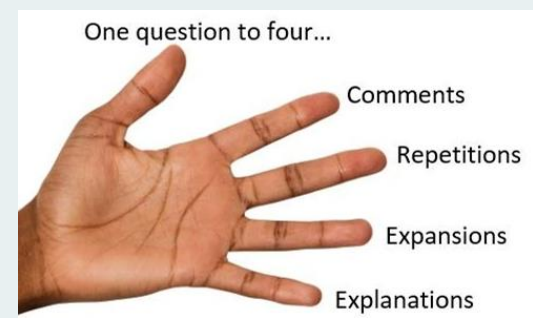 One question to four...
Comments
Repetitions
Expansions
Explanations